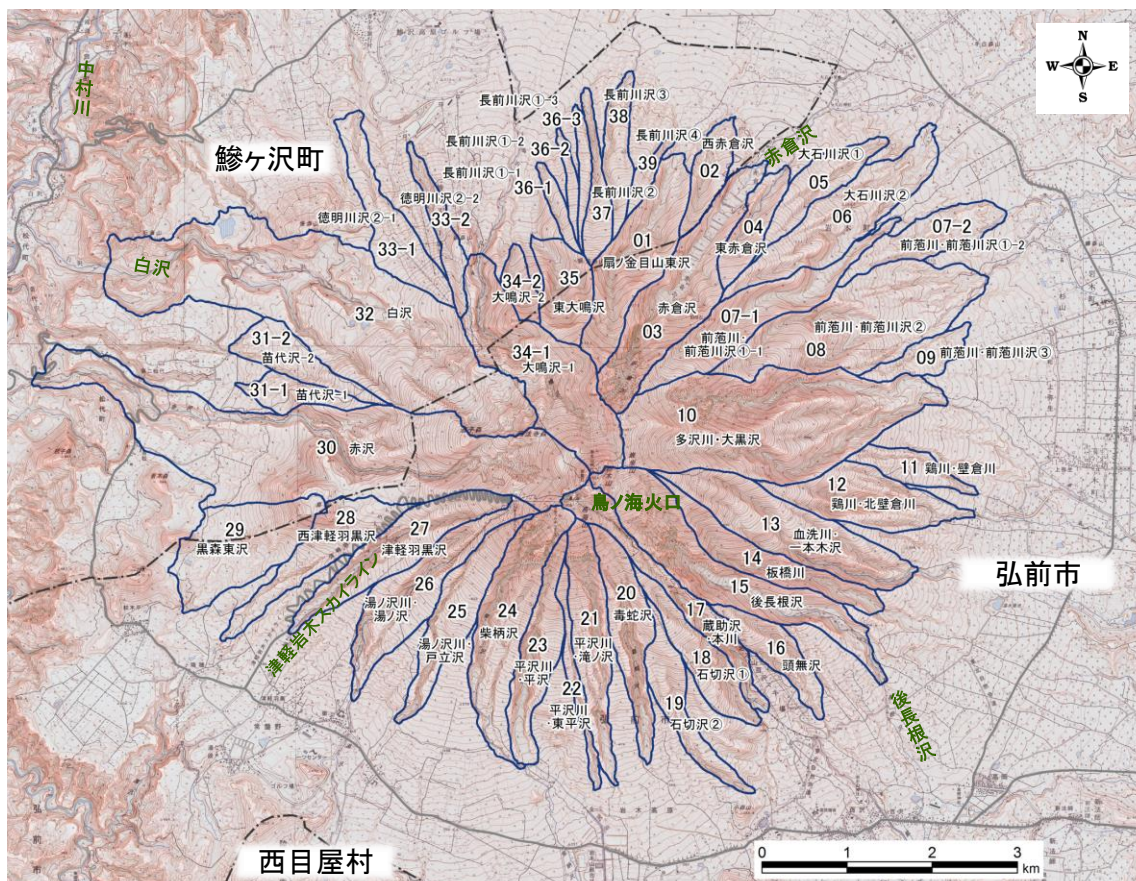 N
W
E
S
中村川
鰺ヶ沢町
長前川沢①-3
36-3
長前川沢③
38
長前川沢①-2
36-2
長前川沢④
39
西赤倉沢
02
赤倉沢
大石川沢①
05
長前川沢①-1
36-1
長前川沢②
37
大石川沢②
06
徳明川沢②-1
33-1
徳明川沢②-2
33-2
04
東赤倉沢
07-2
前萢川・前萢川沢①-2
01
扇ノ金目山東沢
34-2
大鳴沢-2
35
東大鳴沢
白沢
32 白沢
03
赤倉沢
07-1
前萢川・
前萢川沢①-1
前萢川・前萢川沢②
08
09
前萢川・前萢川沢③
31-2
苗代沢-2
34-1
大鳴沢-1
31-1
苗代沢-1
10
多沢川・大黒沢
30 赤沢
11
鶏川・壁倉川
12
鶏川・北壁倉川
鳥ノ海火口
29
黒森東沢
28
西津軽羽黒沢
27
津軽羽黒沢
13
血洗川・
一本木沢
14
板橋川
15
後長根沢
弘前市
津軽岩木スカイライン
26
湯ノ沢川・
湯ノ沢
25
湯ノ沢川・
戸立沢
24
柴柄沢
23
平沢川
・平沢
22
平沢川
・東平沢
21
平沢川
・滝ノ沢
20
毒蛇沢
17
蔵助沢
・本川
18
石切沢①
16
頭無沢
19
石切沢②
後長根沢
西目屋村
0 1 2 3
km